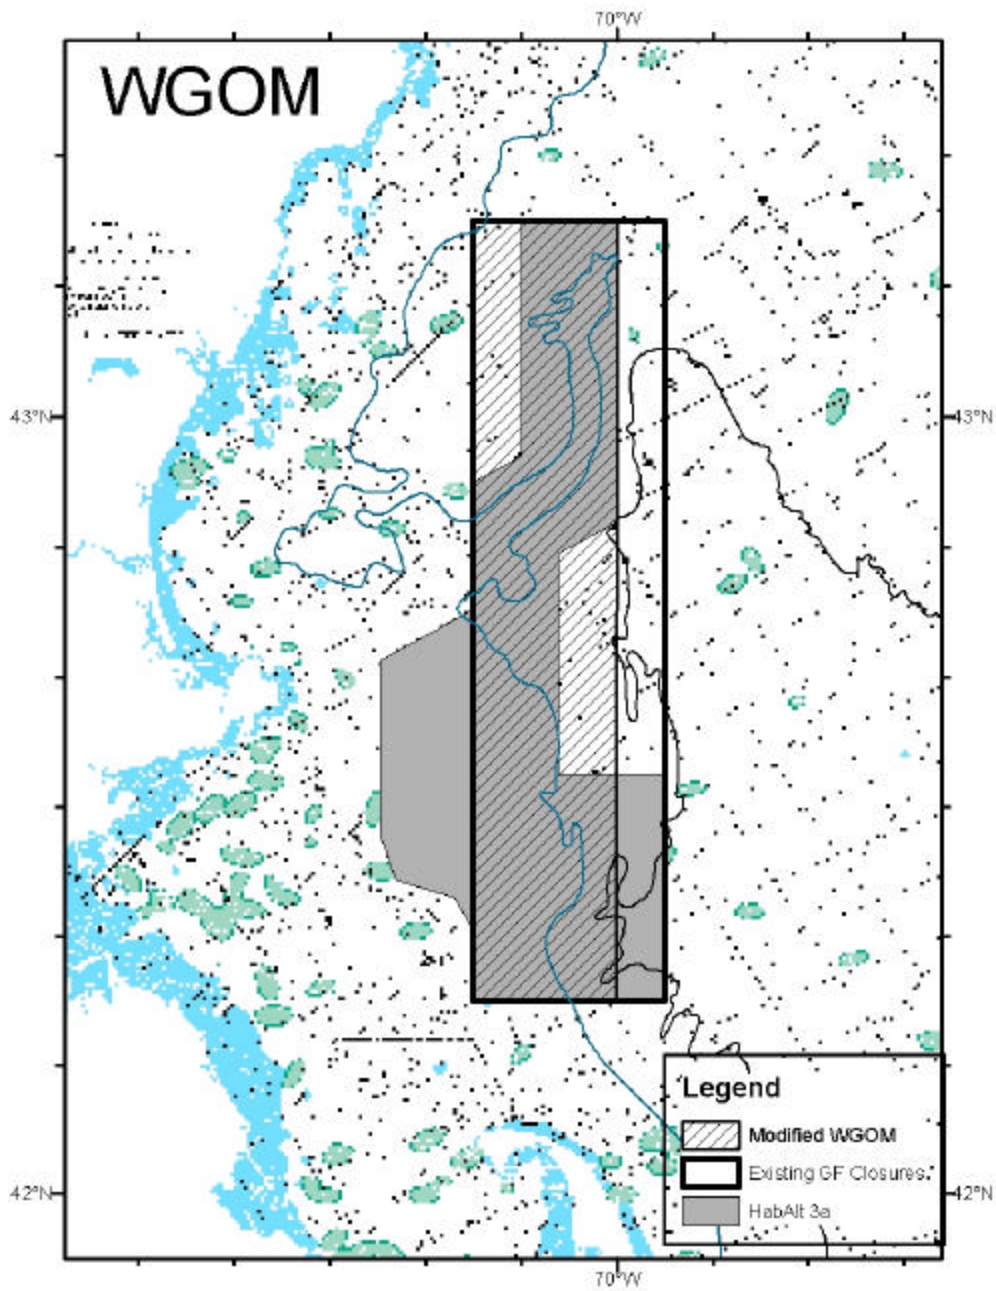 70°W
WGOM
43°N
43°N
Legend
Modified WGOM
Existing GF Closures
HabAlt 3a
42°N
42°N
70°W